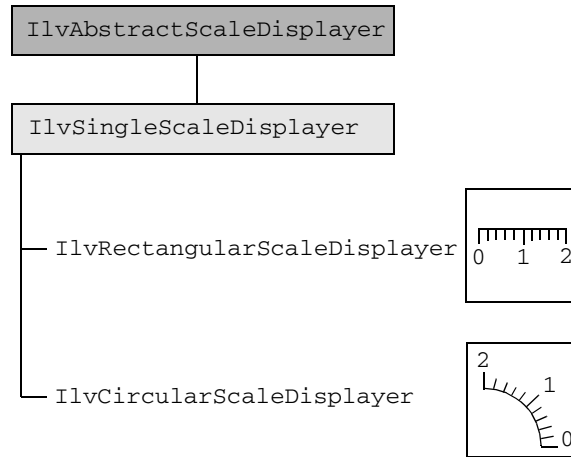 IlvAbstractScaleDisplayer
IlvSingleScaleDisplayer
IlvRectangularScaleDisplayer
0 1 2
IlvCircularScaleDisplayer
2
1
0